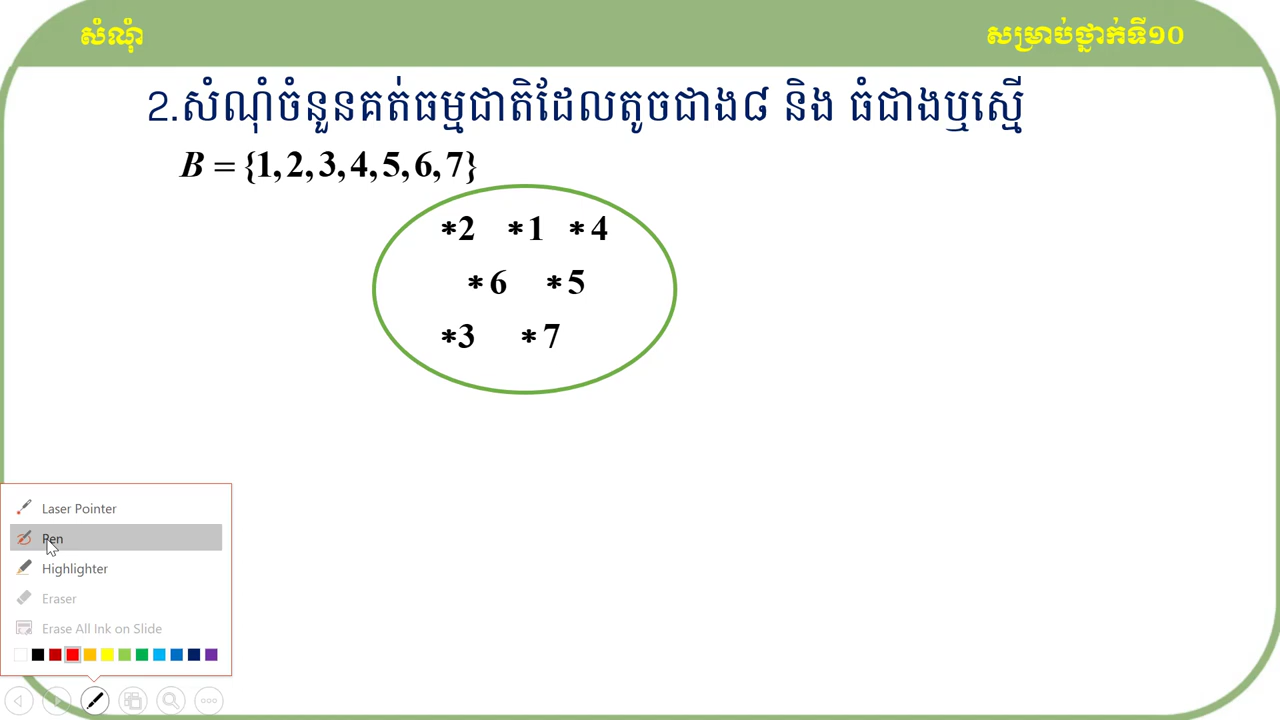 សំណុំ
សម្រាប់ថ្នាក់ទី១០
2.សំណុំចំនួនគត់ធម្មជាតិដែលតូចជាង៨ និង ធំជាងឬស្មើ
B = {1, 2, 3, 4, 5, 6, 7}
*2 *1 *4
*6 *5
*3 *7
Laser Pointer
Pen
Highlighter
Eraser
Erase All Ink on Slide